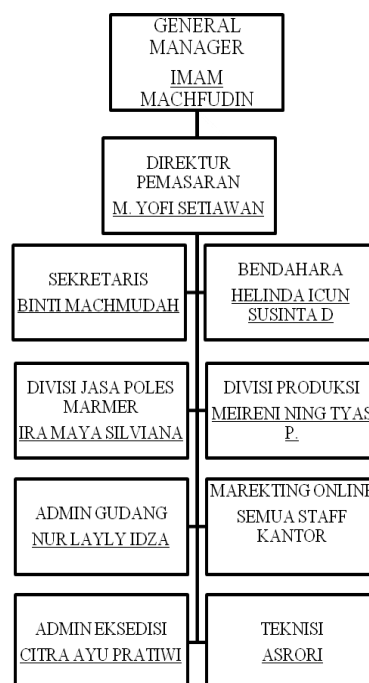 GENERAL
MANAGER
IMAM
MACHFUDIN
DIREKTUR
PEMASARAN
M. YOFI SETIAWAN
SEKRETARIS
BINTI MACHMUDAH
BENDAHARA
HELINDA ICUN
SUSINTA D
DIVISI JASA POLES
MARMER
IRA MAYA SILVIANA
DIVISI PRODUKSI
MEIRENI NING TYAS
P.
ADMIN GUDANG
NUR LAYLY IDZA
MAREKTING ONLINE
SEMUA STAFF
KANTOR
ADMIN EKSEDISI
CITRA AYU PRATIWI
TEKNISI
ASRORI